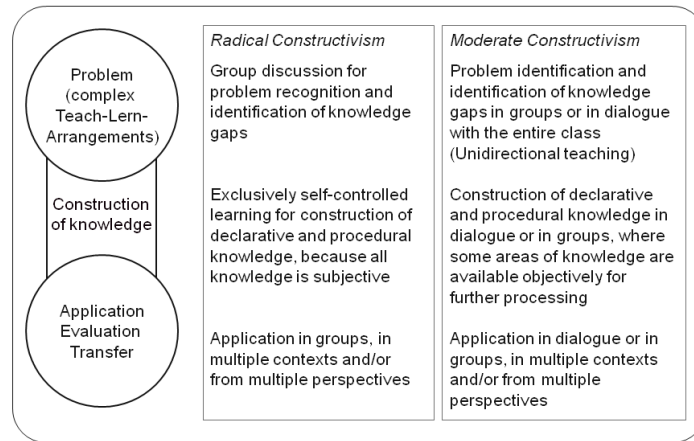 Problem
(complex
Teach-Lern-
Arrangements)
Construction
of knowledge
Application
Evaluation
Transfer
Radical Constructivism
Group discussion for
problem recognition and
identification of knowledge
gaps
Exclusively self-controlled
learning for construction of
declarative and procedural
knowledge, because all
knowledge is subjective
Application in groups, in
multiple contexts and/or
from multiple perspectives
Moderate Constructivism
Problem identification and
identification of knowledge
gaps in groups or in dialogue
with the entire class
(Unidirectional teaching)
Construction of declarative
and procedural knowledge in
dialogue or in groups, where
some areas of knowledge are
available objectively for
further processing
Application in dialogue or in
groups, in multiple contexts
and/or from multiple
perspectives